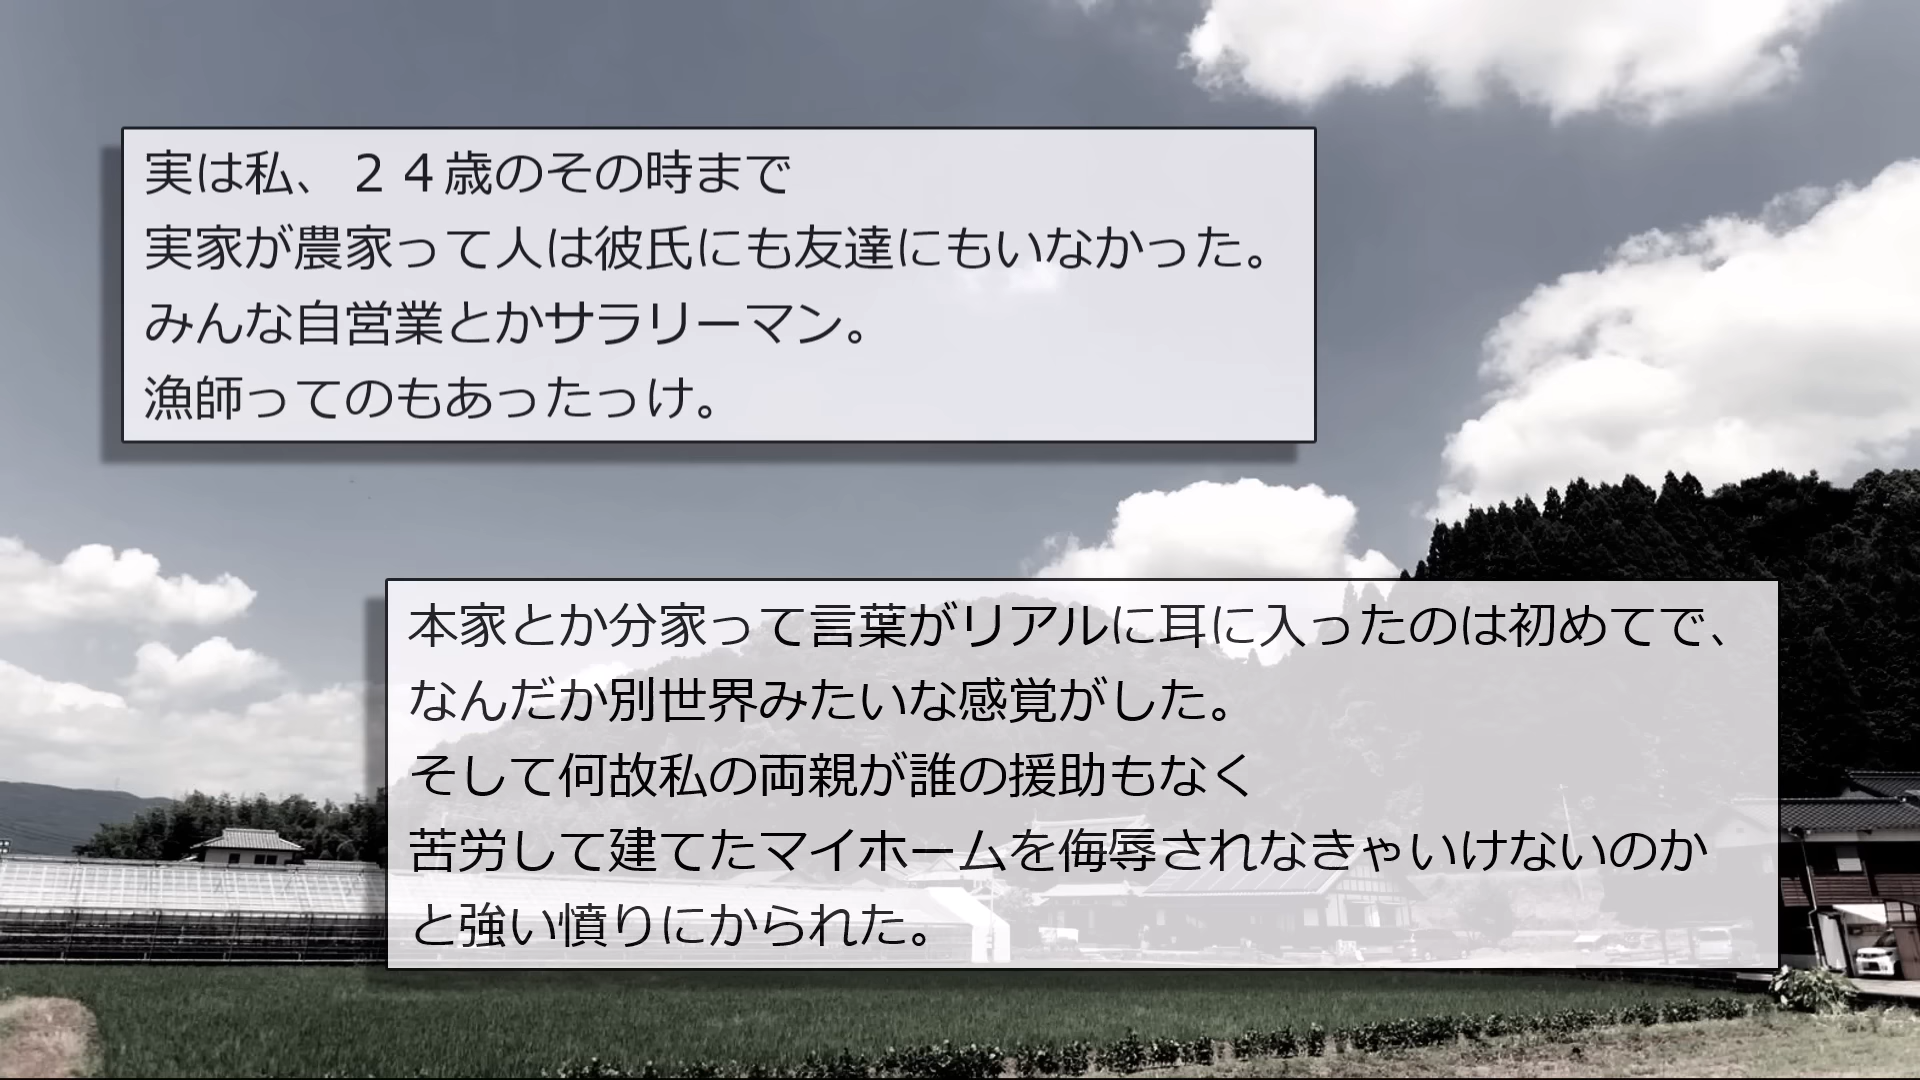 実は私、２４歳のその時まで
実家が農家って人は彼氏にも友達にもいなかった。
みんな自営業とかサラリーマン。
漁師ってのもあったっけ。
本家とか分家って言葉がリアルに耳に入ったのは初めてで、
なんだか別世界みたいな感覚がした。
そして何故私の両親が誰の援助もなく
苦労して建てたマイホームを侮辱されなきゃいけないのか
と強い憤りにかられた。